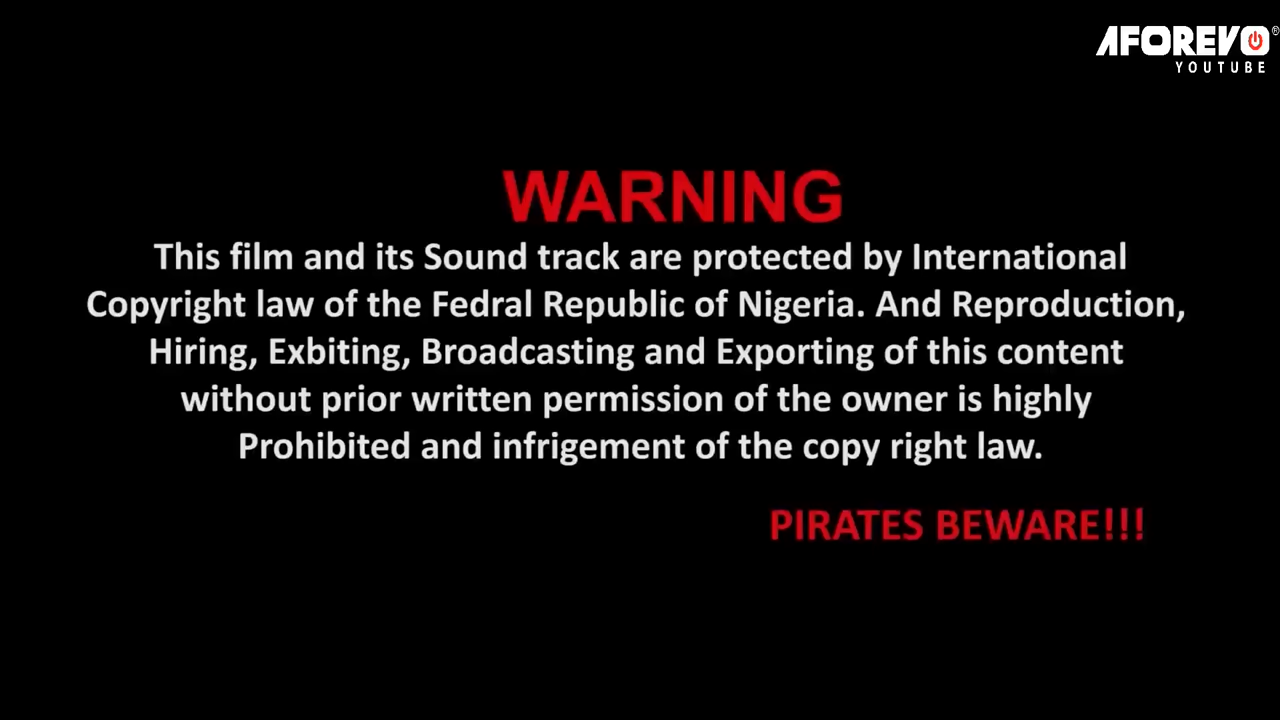 AFOREVO®
YOUTUBE
WARNING
This film and its Sound track are protected by International
Copyright law of the Fedral Republic of Nigeria. And Reproduction,
Hiring, Exbiting, Broadcasting and Exporting of this content
without prior written permission of the owner is highly
Prohibited and infrigement of the copy right law.
PIRATES BEWARE!!!